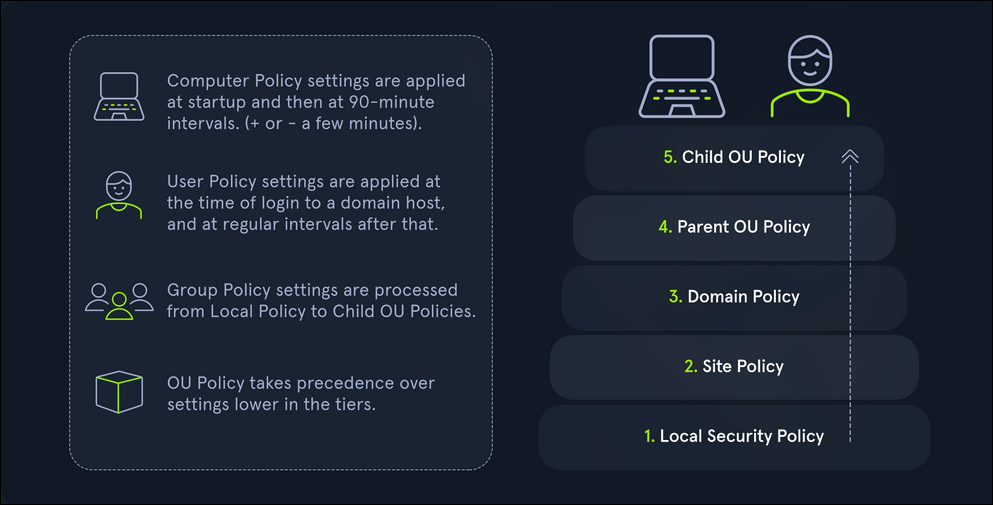 Computer Policy settings are applied
at startup and then at 90-minute
intervals. (+ or - a few minutes).
User Policy settings are applied at
the time of login to a domain host,
and at regular intervals after that.
Group Policy settings are processed
from Local Policy to Child OU Policies.
OU Policy takes precedence over
settings lower in the tiers.
5. Child OU Policy
4. Parent OU Policy
3. Domain Policy
2. Site Policy
1. Local Security Policy